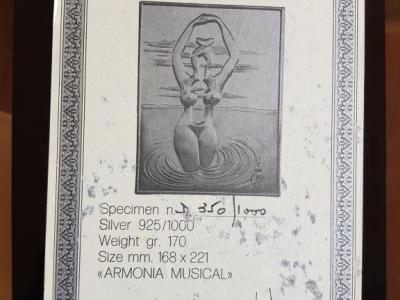 Specimen n. D 350/1000
Silver 925/1000
Weight gr. 170
Size mm. 168 x 221
«ARMONIA MUSICAL»